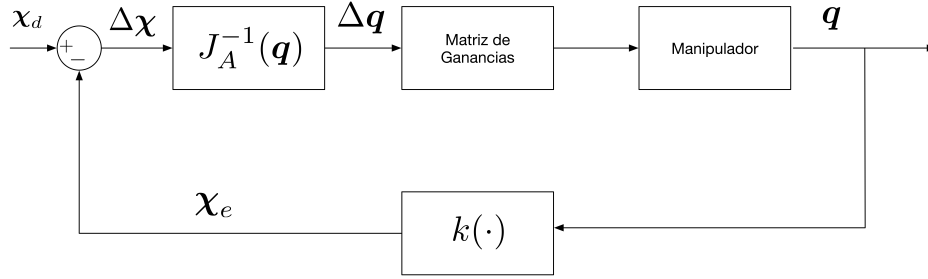 χ_d
+
−
Δχ
J_A^{-1}(q)
Δq
Matriz de
Ganancias
Manipulador
q
χ_e
k(·)